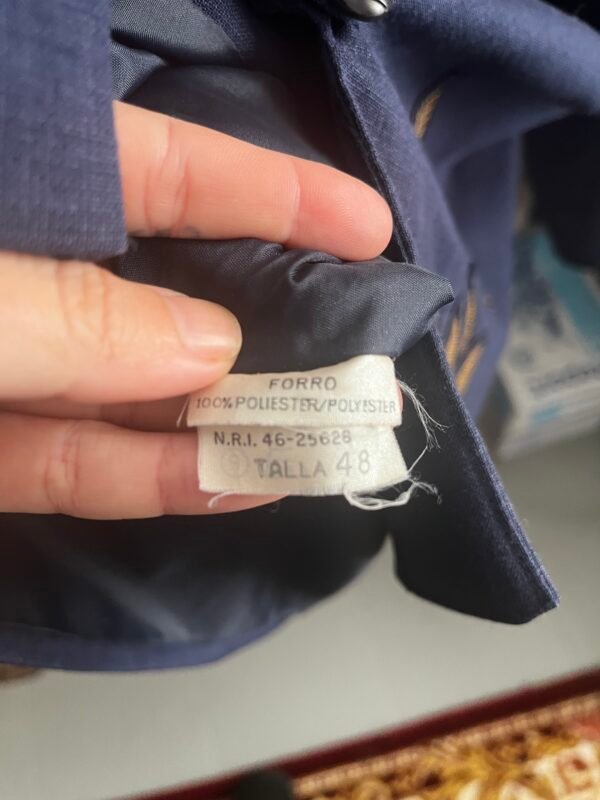 FORRO
100% POLIESTER/POLYESTER
N.R.I. 46-25628
TALLA 48